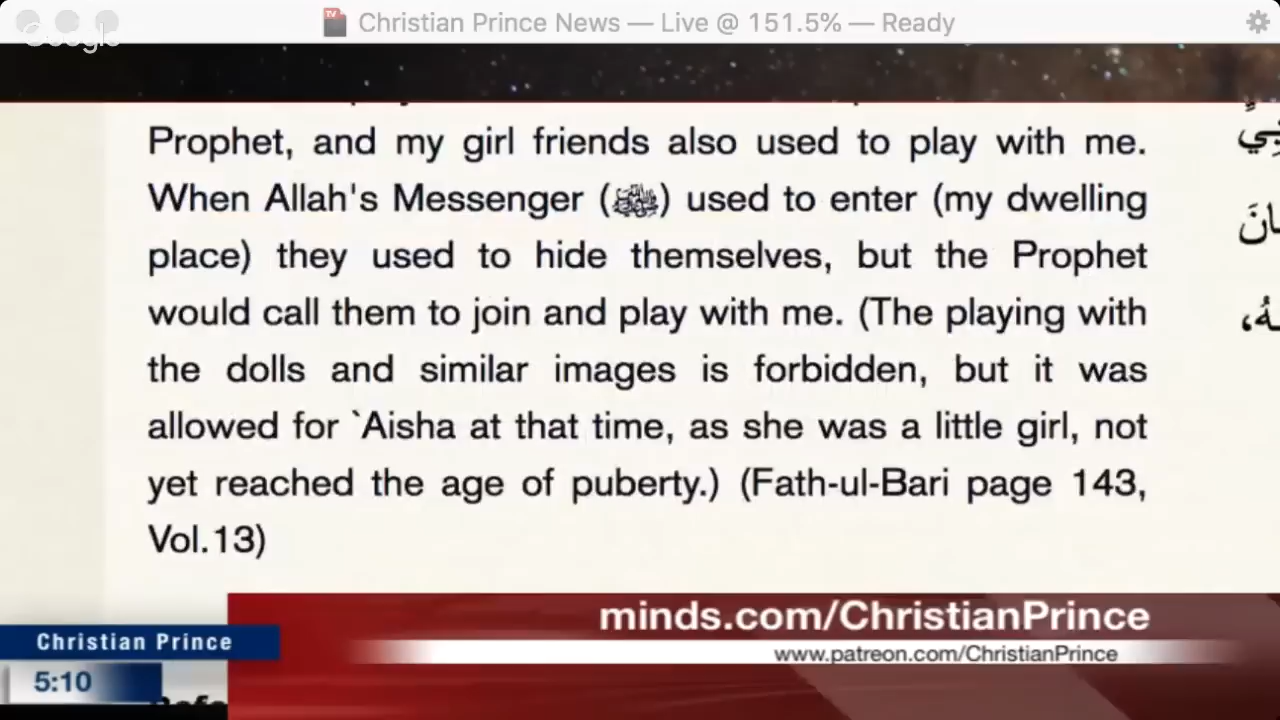 Christian Prince News — Live @ 151.5% — Ready
Google
Prophet, and my girl friends also used to play with me.
When Allah's Messenger (ﷺ) used to enter (my dwelling
place) they used to hide themselves, but the Prophet
would call them to join and play with me. (The playing with
the dolls and similar images is forbidden, but it was
allowed for `Aisha at that time, as she was a little girl, not
yet reached the age of puberty.) (Fath-ul-Bari page 143,
Vol.13)
minds.com/ChristianPrince
www.patreon.com/ChristianPrince
Christian Prince
5:10